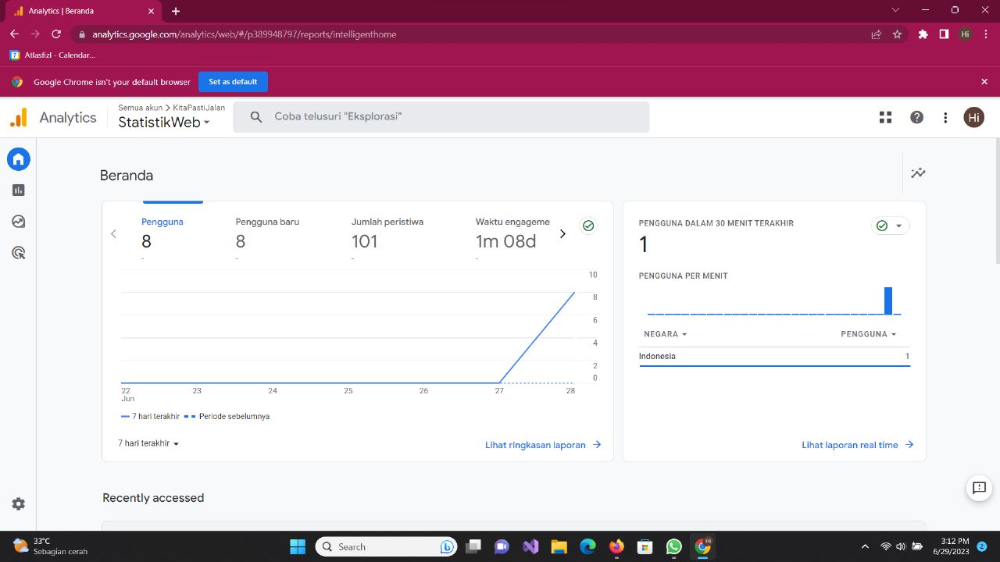 Analytics | Beranda
analytics.google.com/analytics/web/#/p389948797/reports/intelligenthome
Hi
Atlasfizl - Calendar...
Google Chrome isn't your default browser
Set as default
Analytics
Semua akun > KitaPastiJalan
StatistikWeb
Coba telusuri "Eksplorasi"
Hi
Beranda
Pengguna
8
-
Pengguna baru
8
-
Jumlah peristiwa
101
-
Waktu engageme
1m 08d
-
10
8
6
4
2
0
22 23 24 25 26 27 28
Jun
7 hari terakhir Periode sebelumnya
7 hari terakhir
Lihat ringkasan laporan
PENGGUNA DALAM 30 MENIT TERAKHIR
1
PENGGUNA PER MENIT
NEGARA PENGGUNA
Indonesia 1
Lihat laporan real time
Recently accessed
33°C
Sebagian cerah
Search
3:12 PM
6/29/2023
2